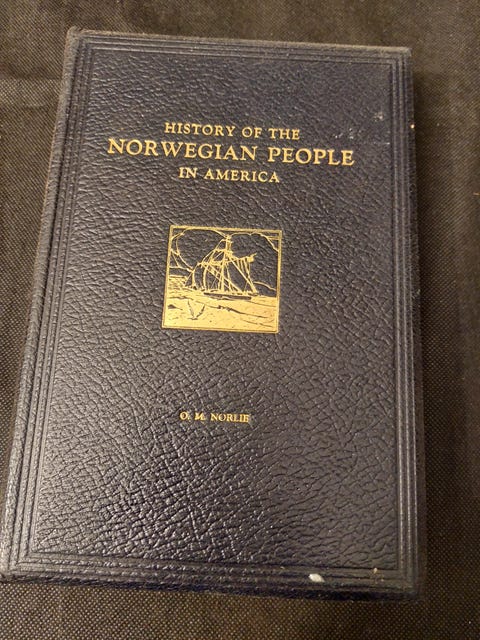 HISTORY OF THE
NORWEGIAN PEOPLE
IN AMERICA
O. M. NORLIE